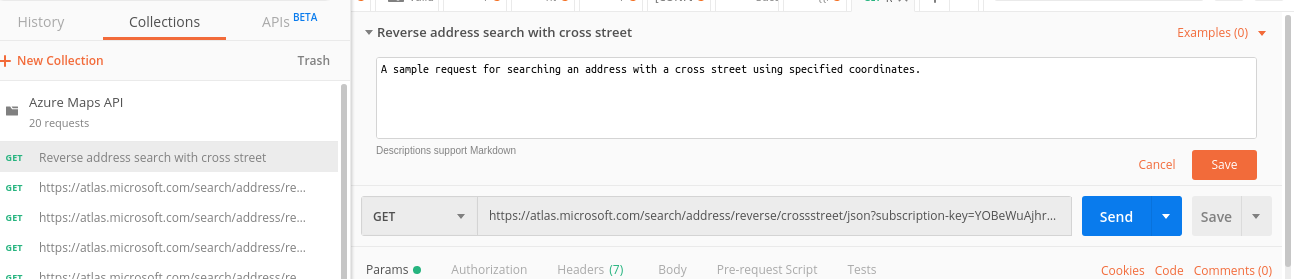 History Collections APIs BETA
+ New Collection Trash
Azure Maps API
20 requests
GET Reverse address search with cross street
GET https://atlas.microsoft.com/search/address/re...
GET https://atlas.microsoft.com/search/address/re...
GET https://atlas.microsoft.com/search/address/re...
GET https://atlas.microsoft.com/search/address/re...
Reverse address search with cross street Examples (0)
A sample request for searching an address with a cross street using specified coordinates.
Descriptions support Markdown
Cancel Save
GET https://atlas.microsoft.com/search/address/reverse/crossstreet/json?subscription-key=YOBeWuAjhr... Send Save
Params Authorization Headers (7) Body Pre-request Script Tests Cookies Code Comments (0)